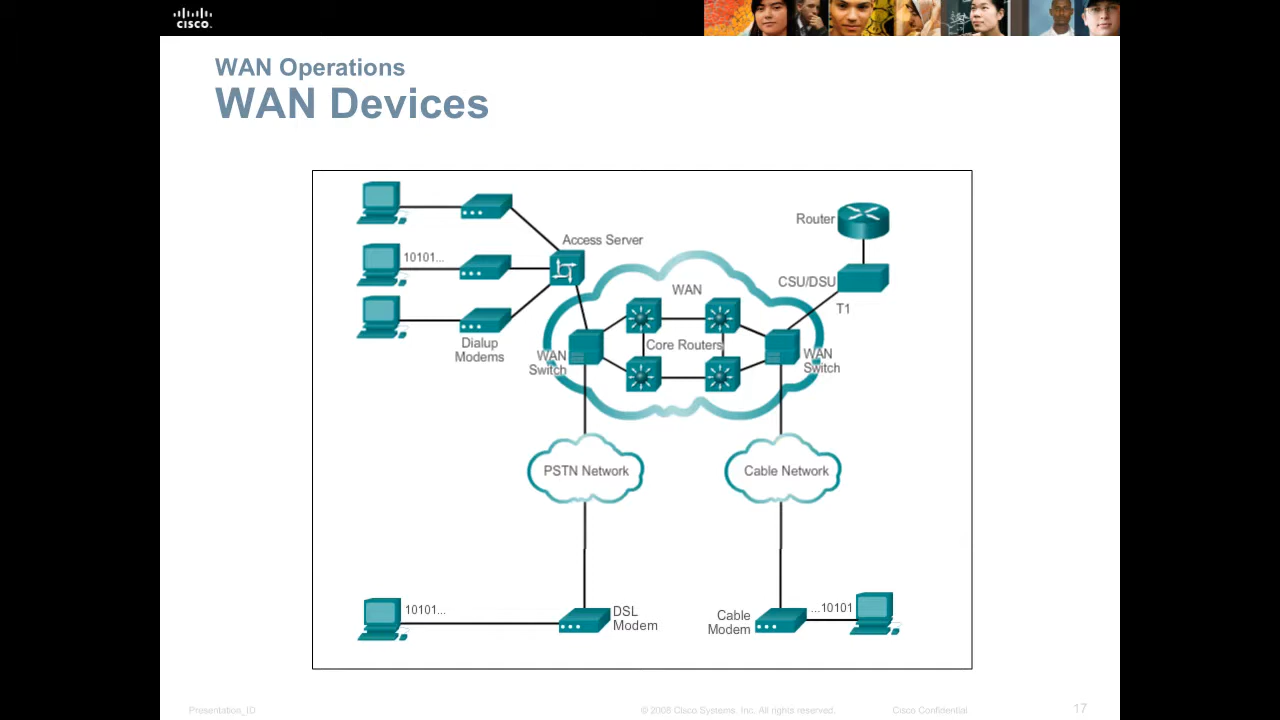 CISCO.
WAN Operations
WAN Devices
Access Server
10101...
Dialup
Modems
Router
CSU/DSU
T1
WAN
Core Routers
WAN
Switch
WAN
Switch
PSTN Network
Cable Network
10101...
DSL
Modem
Cable
Modem
...10101
Presentation_ID
© 2008 Cisco Systems, Inc. All rights reserved.
Cisco Confidential
17